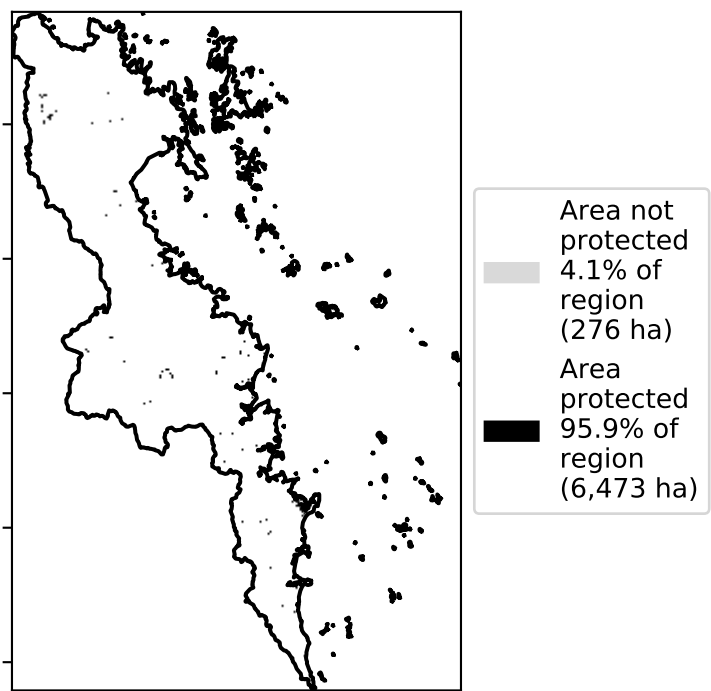 Area not
protected
4.1% of
region
(276 ha)
Area
protected
95.9% of
region
(6,473 ha)